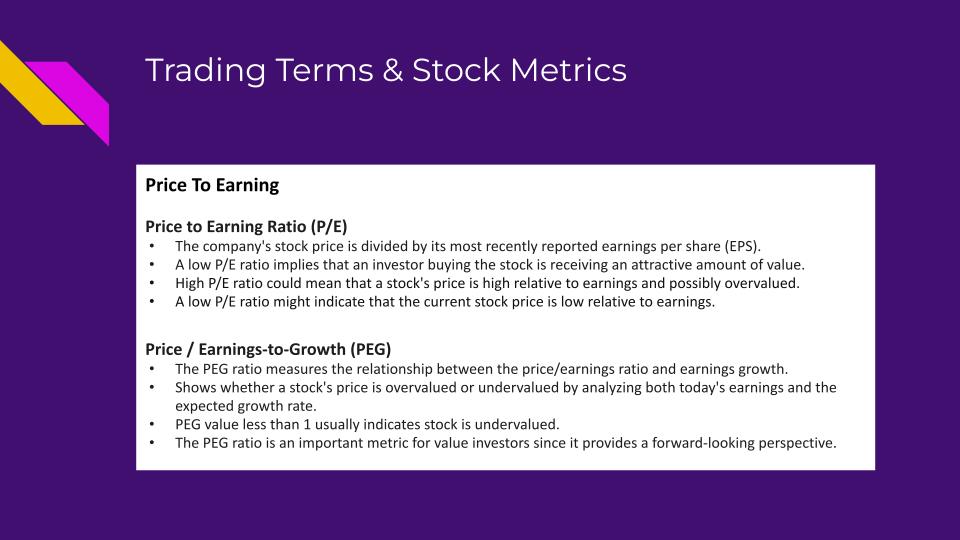 Trading Terms & Stock Metrics
Price To Earning
Price to Earning Ratio (P/E)
• The company's stock price is divided by its most recently reported earnings per share (EPS).
• A low P/E ratio implies that an investor buying the stock is receiving an attractive amount of value.
• High P/E ratio could mean that a stock's price is high relative to earnings and possibly overvalued.
• A low P/E ratio might indicate that the current stock price is low relative to earnings.
Price / Earnings-to-Growth (PEG)
• The PEG ratio measures the relationship between the price/earnings ratio and earnings growth.
• Shows whether a stock's price is overvalued or undervalued by analyzing both today's earnings and the
expected growth rate.
• PEG value less than 1 usually indicates stock is undervalued.
• The PEG ratio is an important metric for value investors since it provides a forward-looking perspective.